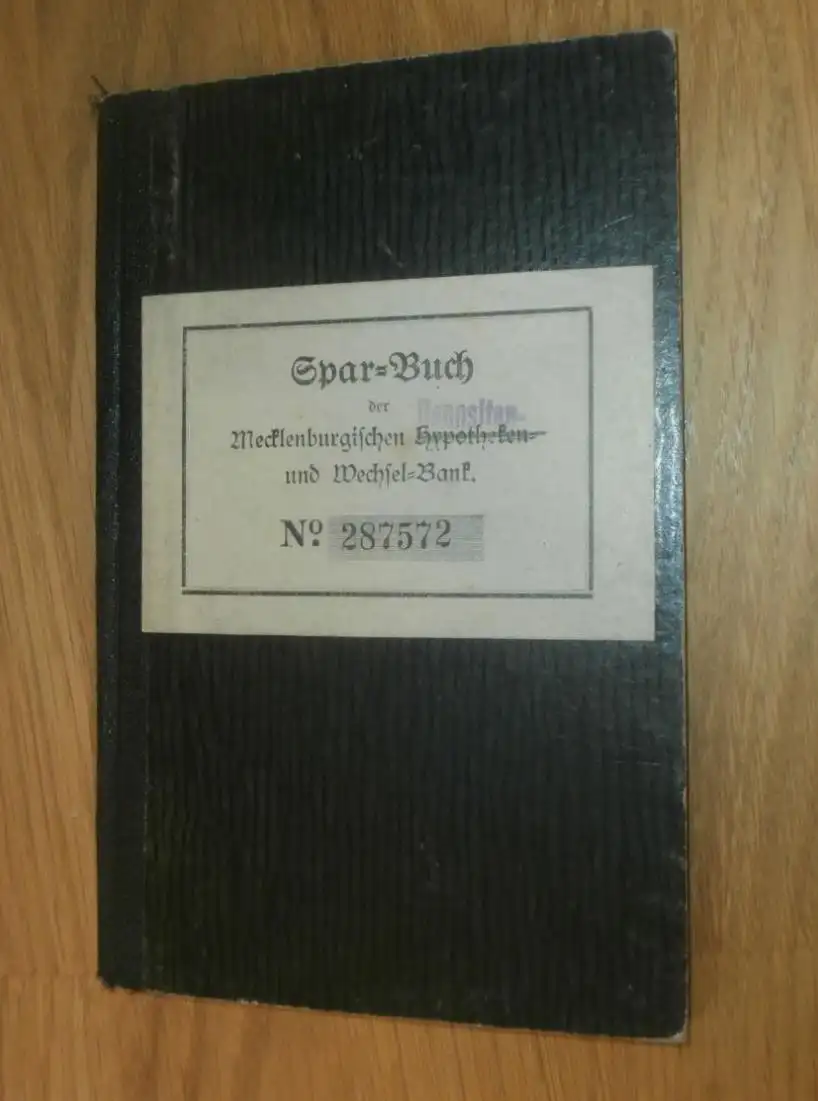 Spar=Buch
der
Depositen-
Mecklenburgischen Hypotheken=
und Wechsel=Bank.
Nº 287572